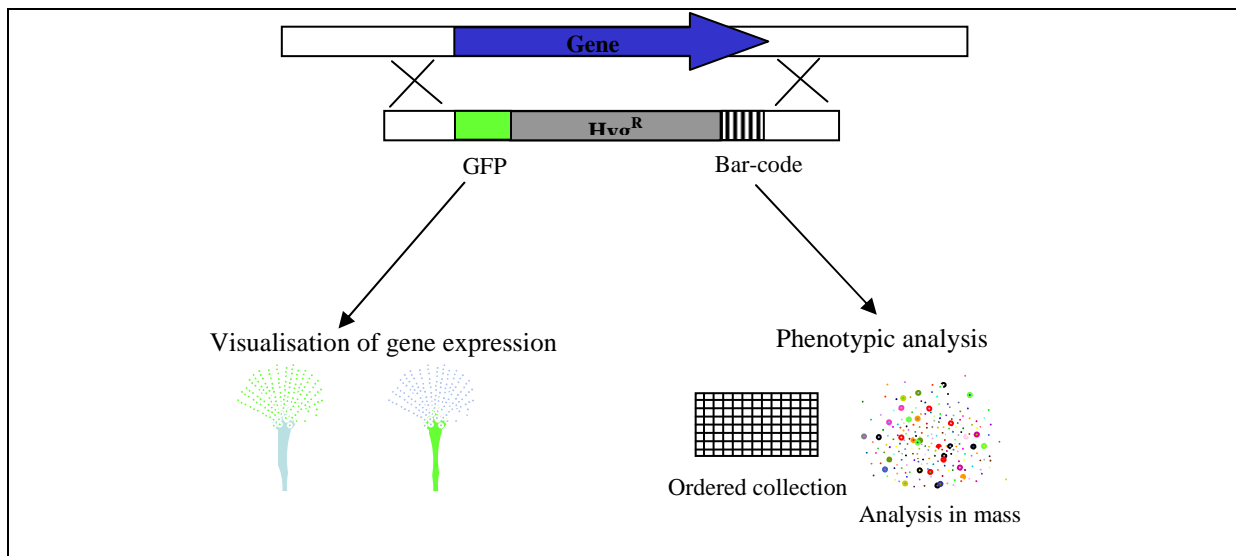 Gene
Hyg^R
GFP
Bar-code
Visualisation of gene expression
Phenotypic analysis
Ordered collection
Analysis in mass